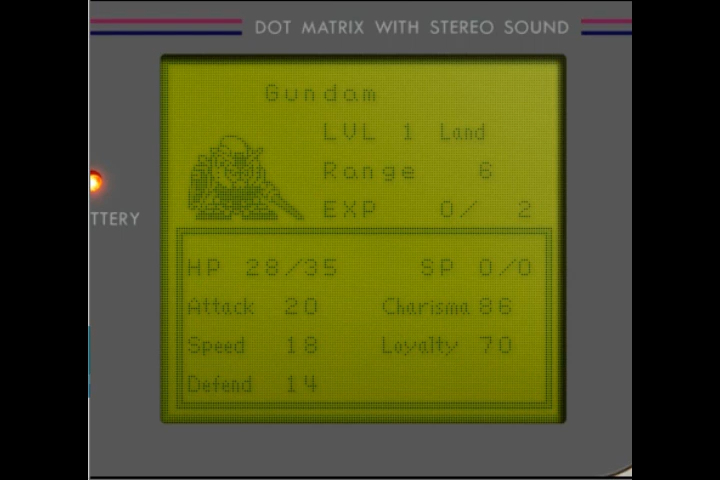 DOT MATRIX WITH STEREO SOUND
Gundam
LVL 1 Land
Range 6
EXP 0/ 2
TTERY
HP 28/35 SP 0/0
Attack 20 Charisma 86
Speed 18 Loyalty 70
Defend 14